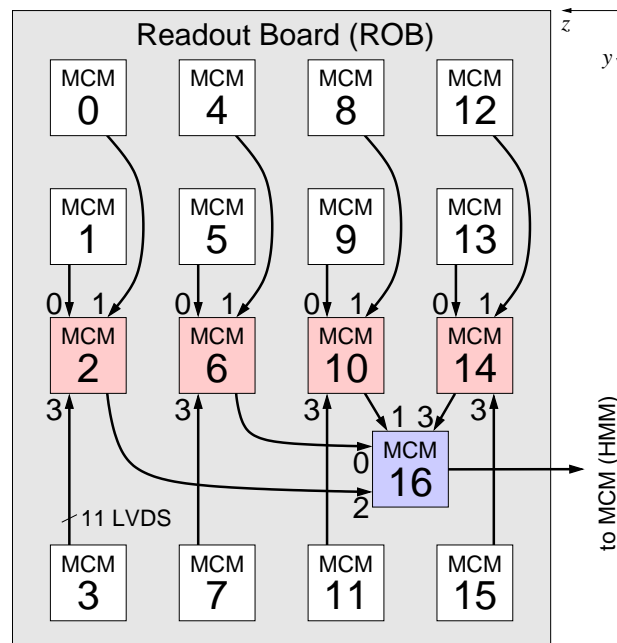 Readout Board (ROB)
z
y
MCM 0
MCM 4
MCM 8
MCM 12
MCM 1
MCM 5
MCM 9
MCM 13
0 1 0 1 0 1 0 1
MCM 2
MCM 6
MCM 10
MCM 14
3 3 3 1 3 3
MCM 16
0
2
to MCM (HMM)
11 LVDS
MCM 3
MCM 7
MCM 11
MCM 15